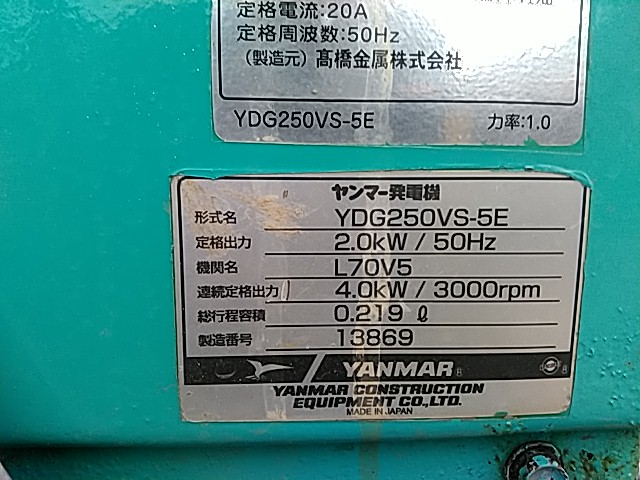 定格電流:20A
定格周波数:50Hz
(製造元) 髙橋金属株式会社
YDG250VS-5E 力率:1.0
ヤンマー発電機
形式名 YDG250VS-5E
定格出力 2.0kW / 50Hz
機関名 L70V5
連続定格出力 4.0kW / 3000rpm
総行程容積 0.219 ℓ
製造番号 13869
YANMAR
YANMAR CONSTRUCTION
EQUIPMENT CO.,LTD.
MADE IN JAPAN